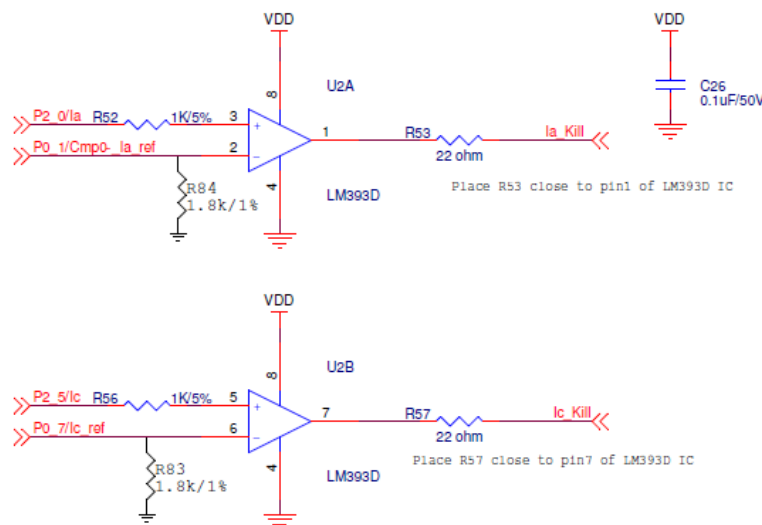 VDD
VDD
U2A
C26
0.1uF/50V
8
P2_0/Ia
R52
1K/5%
3
+
1
R53
Ia_Kill
P0_1/Cmp0-_Ia_ref
2
−
22 ohm
R84
1.8k/1%
4
LM393D
Place R53 close to pin1 of LM393D IC
VDD
U2B
8
P2_5/Ic
R56
1K/5%
5
+
7
R57
Ic_Kill
P0_7/Ic_ref
6
−
22 ohm
R83
1.8k/1%
4
LM393D
Place R57 close to pin7 of LM393D IC